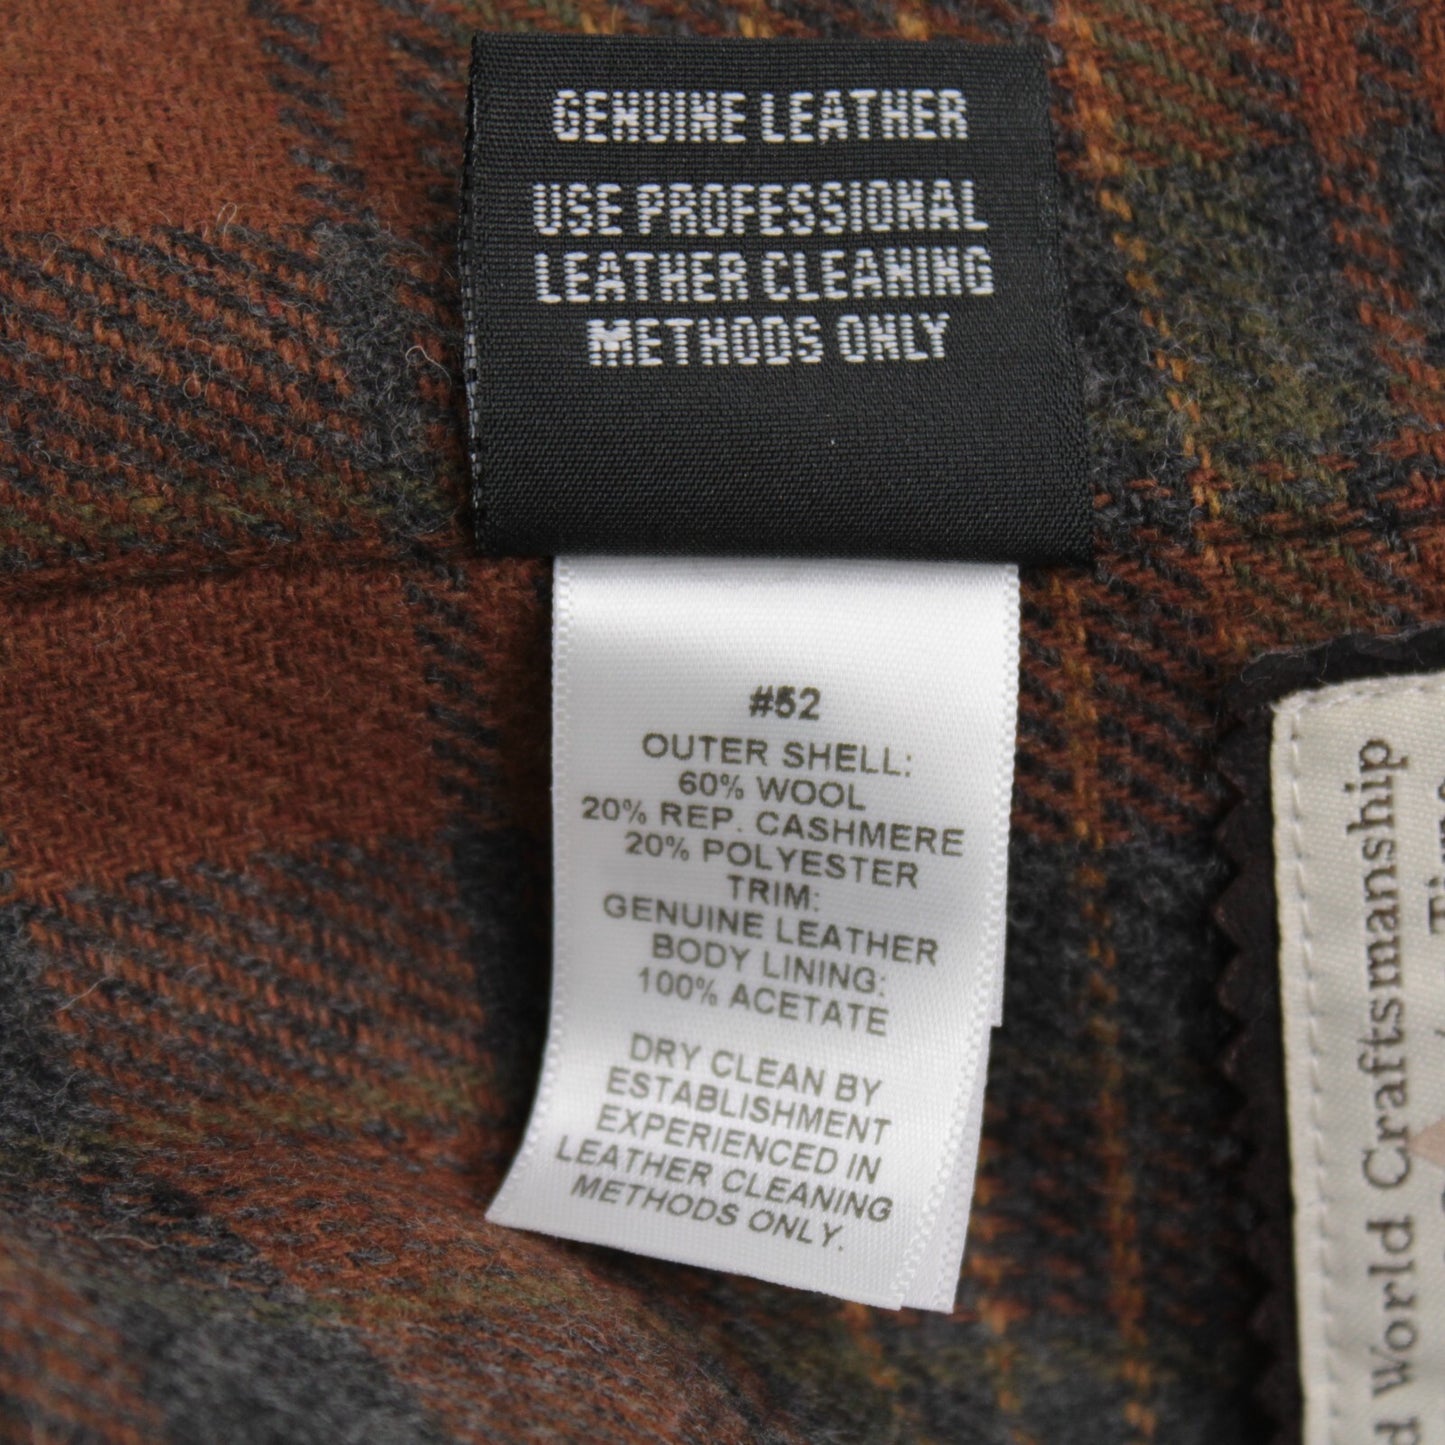 GENUINE LEATHER
USE PROFESSIONAL
LEATHER CLEANING
METHODS ONLY
#52
OUTER SHELL:
60% WOOL
20% REP. CASHMERE
20% POLYESTER
TRIM:
GENUINE LEATHER
BODY LINING:
100% ACETATE
DRY CLEAN BY
ESTABLISHMENT
EXPERIENCED IN
LEATHER CLEANING
METHODS ONLY.
World Craftsmanship